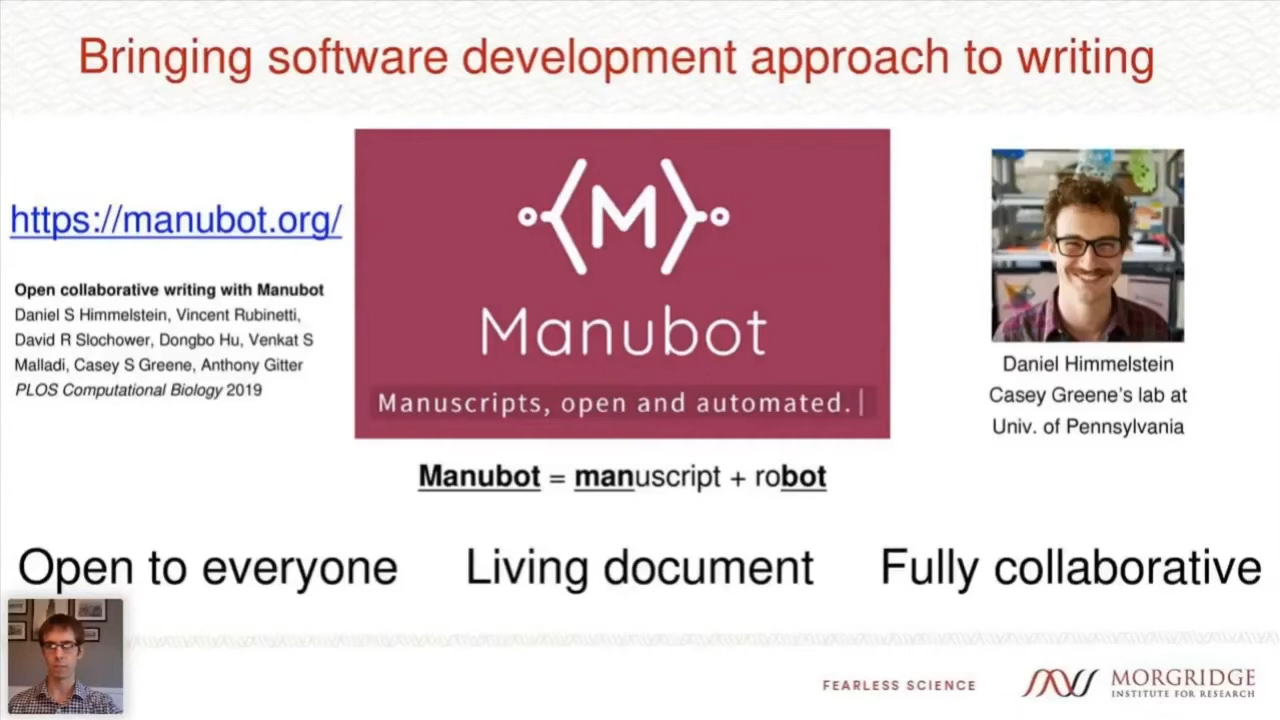 Bringing software development approach to writing
https://manubot.org/
Open collaborative writing with Manubot
Daniel S Himmelstein, Vincent Rubinetti,
David R Slochower, Dongbo Hu, Venkat S
Malladi, Casey S Greene, Anthony Gitter
PLOS Computational Biology 2019
M
Manubot
Manuscripts, open and automated.
Daniel Himmelstein
Casey Greene's lab at
Univ. of Pennsylvania
Manubot = manuscript + robot
Open to everyone
Living document
Fully collaborative
FEARLESS SCIENCE
MORGRIDGE
INSTITUTE FOR RESEARCH